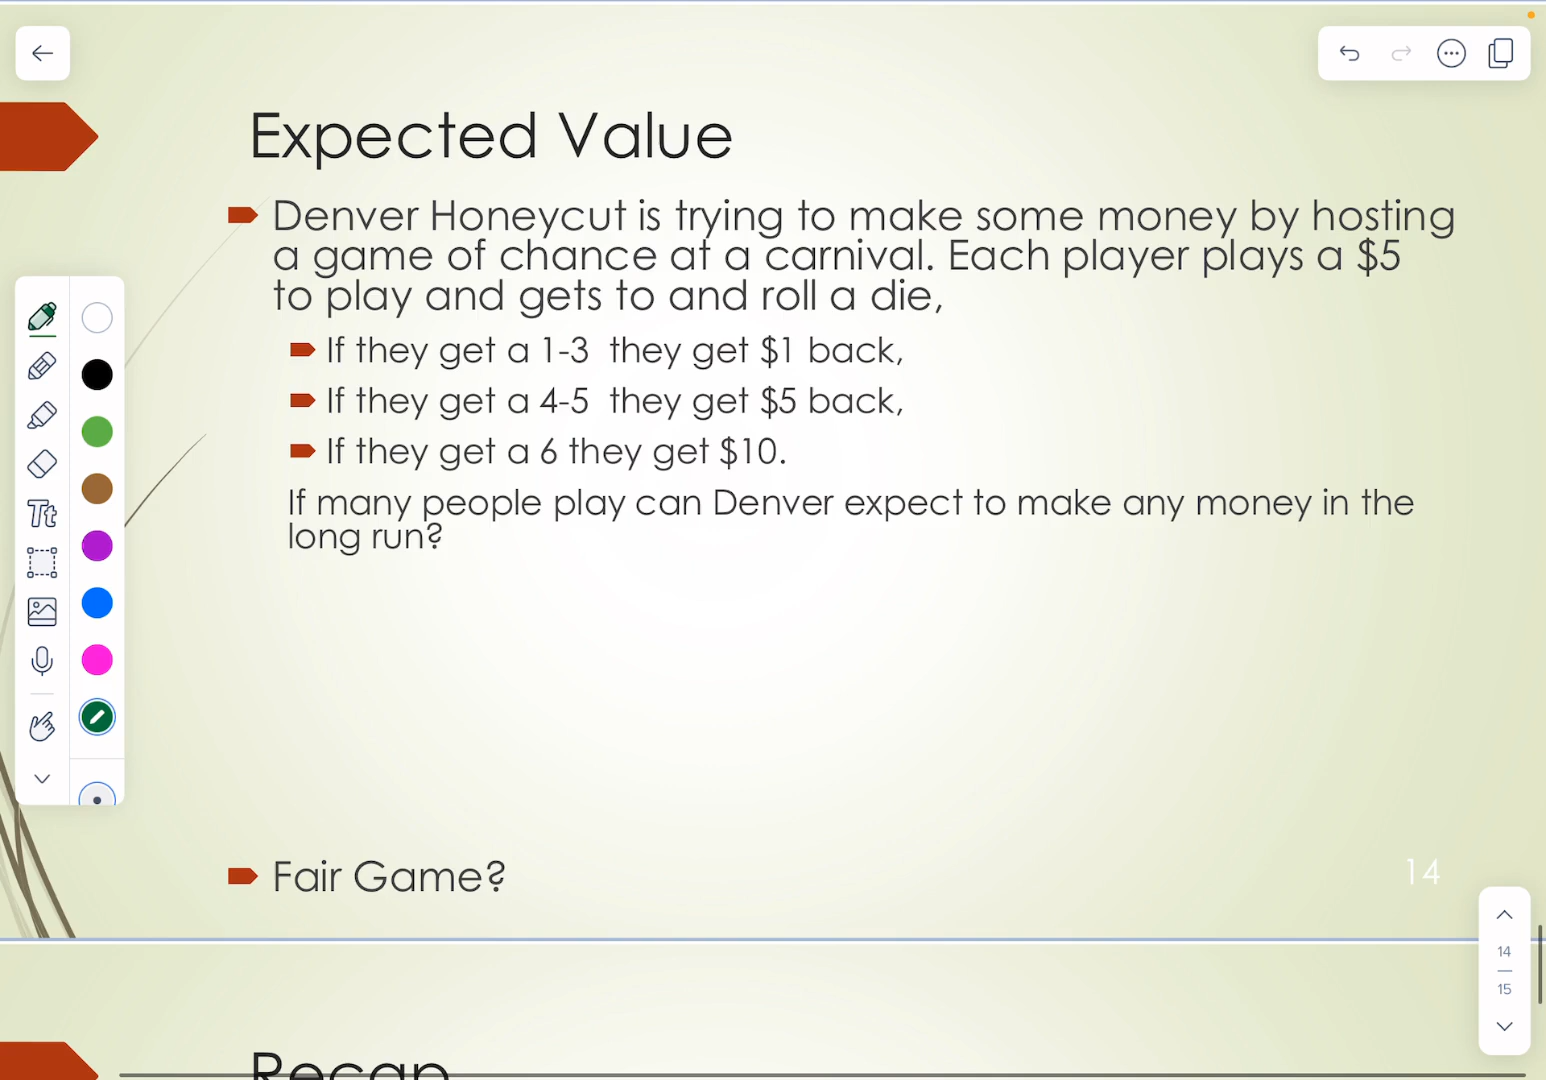 Expected Value
Denver Honeycut is trying to make some money by hosting
a game of chance at a carnival. Each player plays a $5
to play and gets to and roll a die,
If they get a 1-3 they get $1 back,
If they get a 4-5 they get $5 back,
If they get a 6 they get $10.
If many people play can Denver expect to make any money in the
long run?
Tt
Fair Game?
14
14
15
Recap